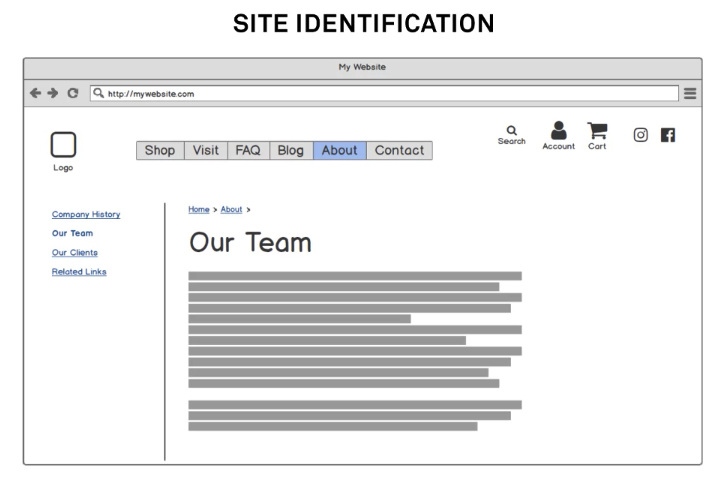 SITE IDENTIFICATION
My Website
http://mywebsite.com
Search
Account
Cart
Logo
Shop Visit FAQ Blog About Contact
Company History
Our Team
Our Clients
Related Links
Home > About >
Our Team